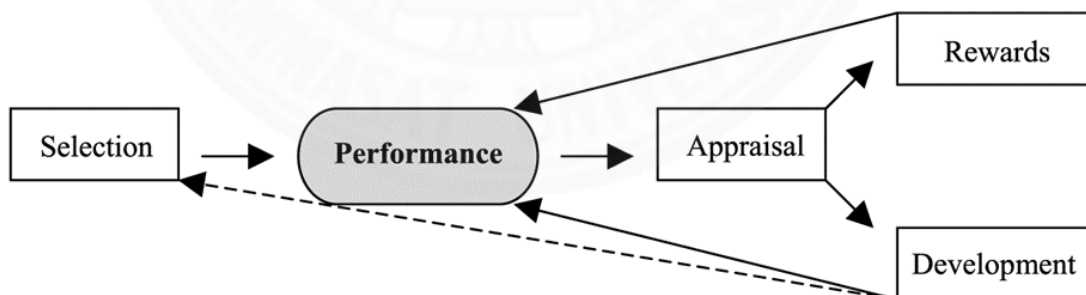 Rewards
Selection
Performance
Appraisal
Development